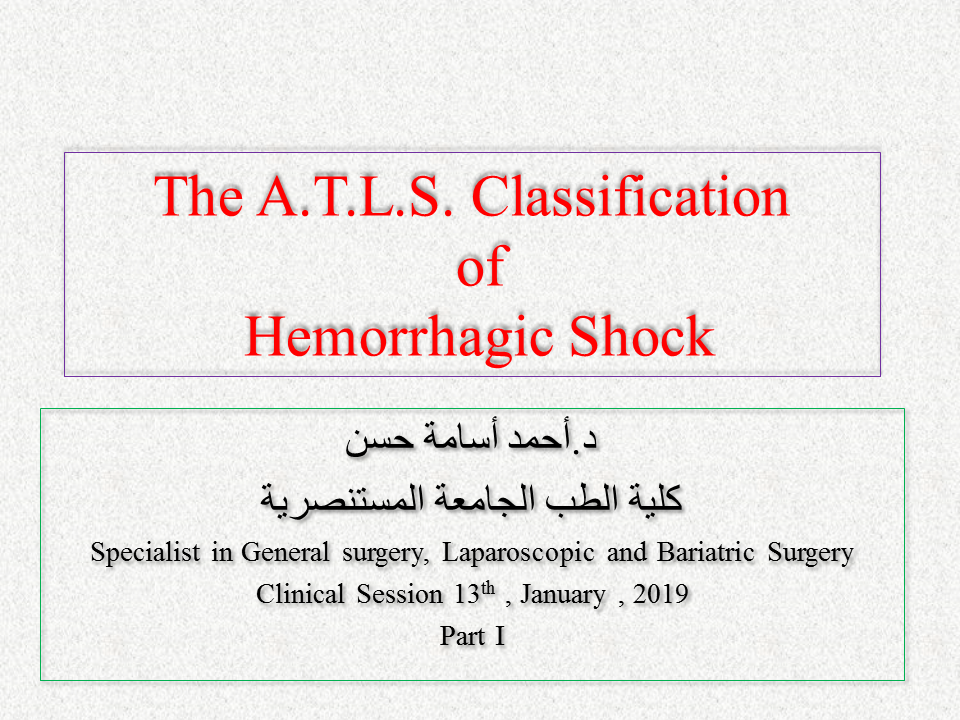 The A.T.L.S. Classification
of
Hemorrhagic Shock
د.أحمد أسامة حسن
كلية الطب الجامعة المستنصرية
Specialist in General surgery, Laparoscopic and Bariatric Surgery
Clinical Session 13th , January , 2019
Part I